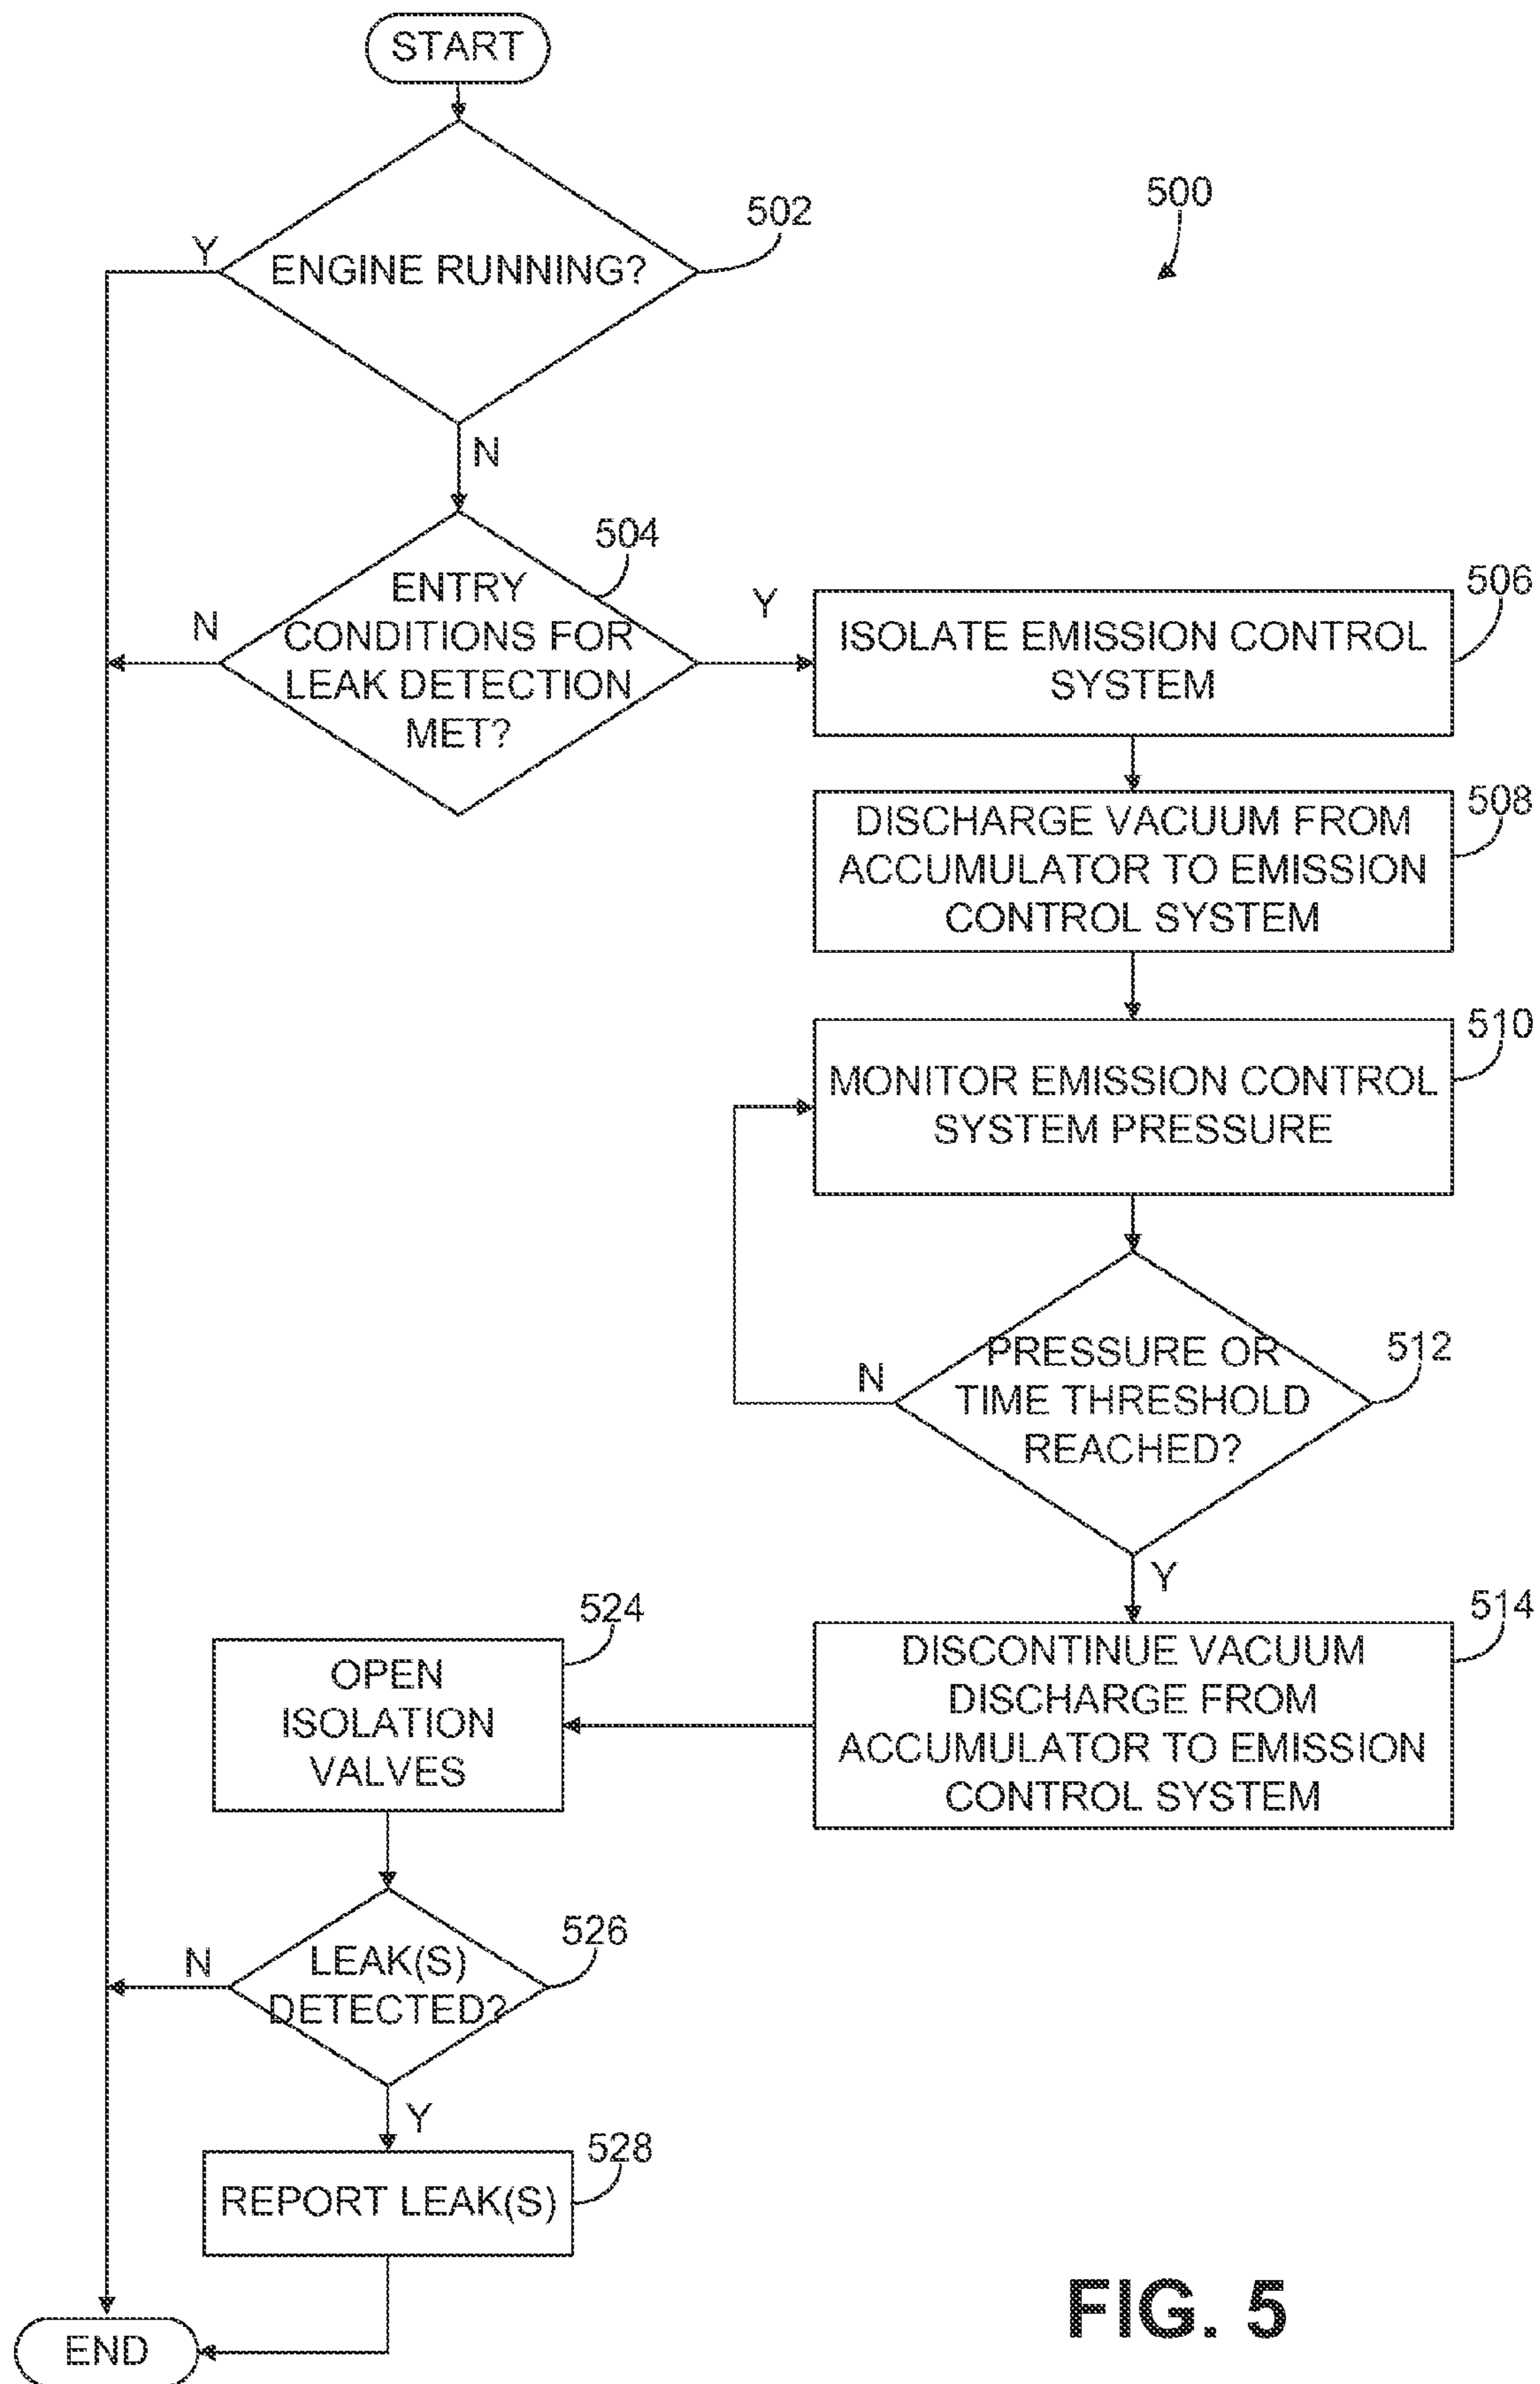 START
502
500
Y
ENGINE RUNNING?
N
504
ENTRY
CONDITIONS FOR
LEAK DETECTION
MET?
N
Y
506
ISOLATE EMISSION CONTROL
SYSTEM
508
DISCHARGE VACUUM FROM
ACCUMULATOR TO EMISSION
CONTROL SYSTEM
510
MONITOR EMISSION CONTROL
SYSTEM PRESSURE
512
PRESSURE OR
TIME THRESHOLD
REACHED?
N
Y
514
DISCONTINUE VACUUM
DISCHARGE FROM
ACCUMULATOR TO EMISSION
CONTROL SYSTEM
524
OPEN
ISOLATION
VALVES
526
LEAK(S)
DETECTED?
N
Y
528
REPORT LEAK(S)
END
FIG. 5